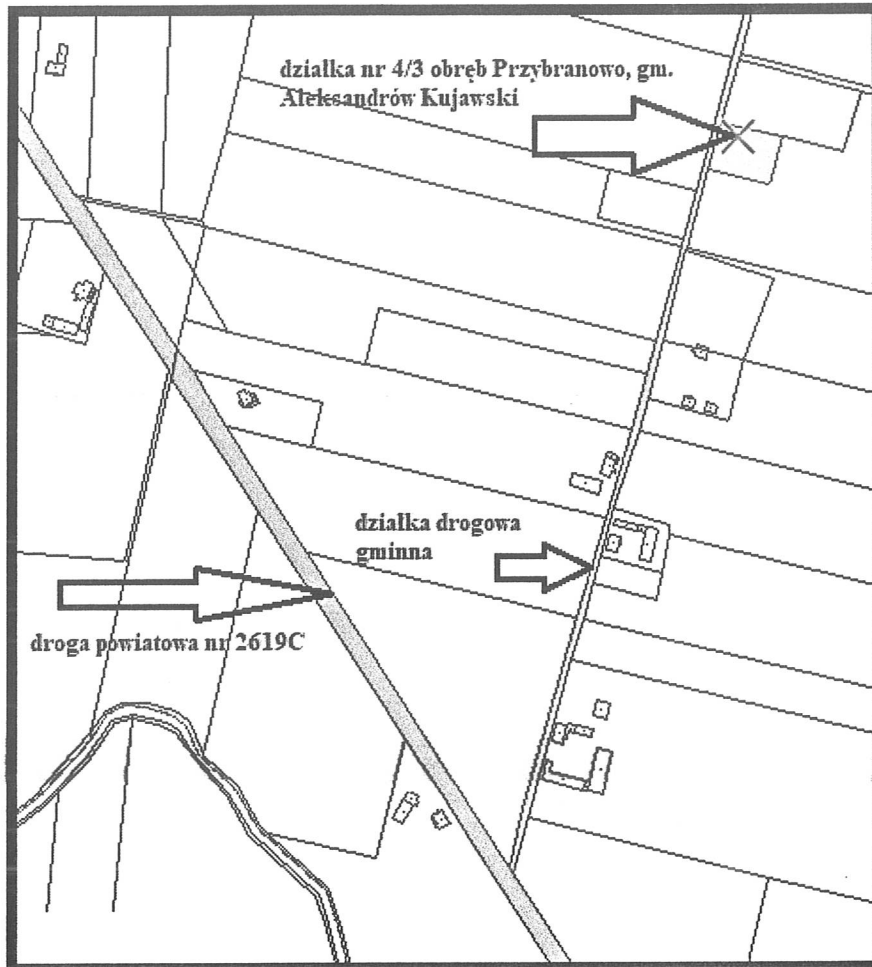 działka nr 4/3 obręb Przybranowo, gm.
Aleksandrów Kujawski
działka drogowa
gminna
droga powiatowa nr 2619C